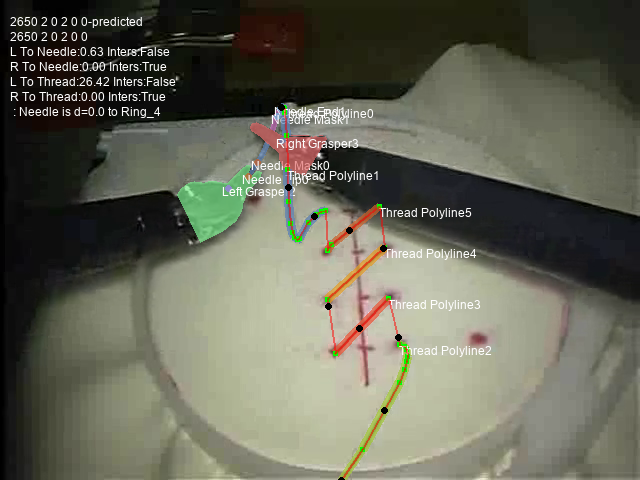 2650 2 0 2 0 0-predicted
2650 2 0 2 0 0
L To Needle:0.63 Inters:False
R To Needle:0.00 Inters:True
L To Thread:26.42 Inters:False
R To Thread:0.00 Inters:True
: Needle is d=0.0 to Ring_4
Thread Polyline0
Needle Mask1
Right Grasper3
Needle Mask0
Thread Polyline1
Left Grasper
Thread Polyline5
Thread Polyline4
Thread Polyline3
Thread Polyline2